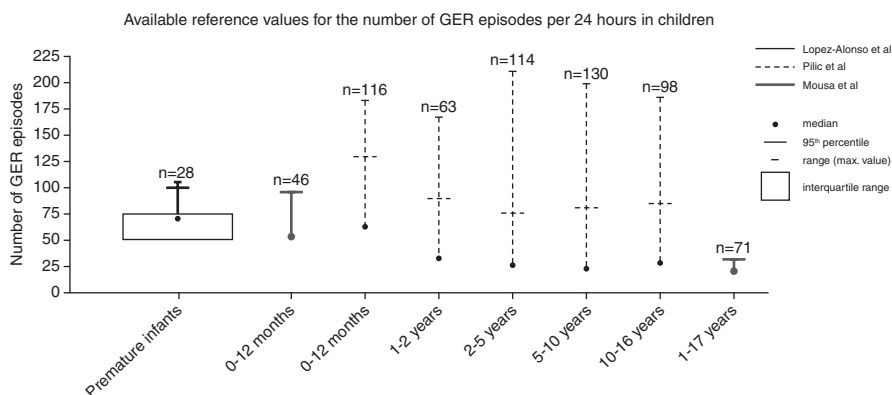 Available reference values for the number of GER episodes per 24 hours in children
Number of GER episodes
225
200
175
150
125
100
75
50
25
0
n=28
n=46
n=116
n=63
n=114
n=130
n=98
n=71
Premature infants
0-12 months
0-12 months
1-2 years
2-5 years
5-10 years
10-16 years
1-17 years
Lopez-Alonso et al
Pilic et al
Mousa et al
median
95th percentile
range (max. value)
interquartile range